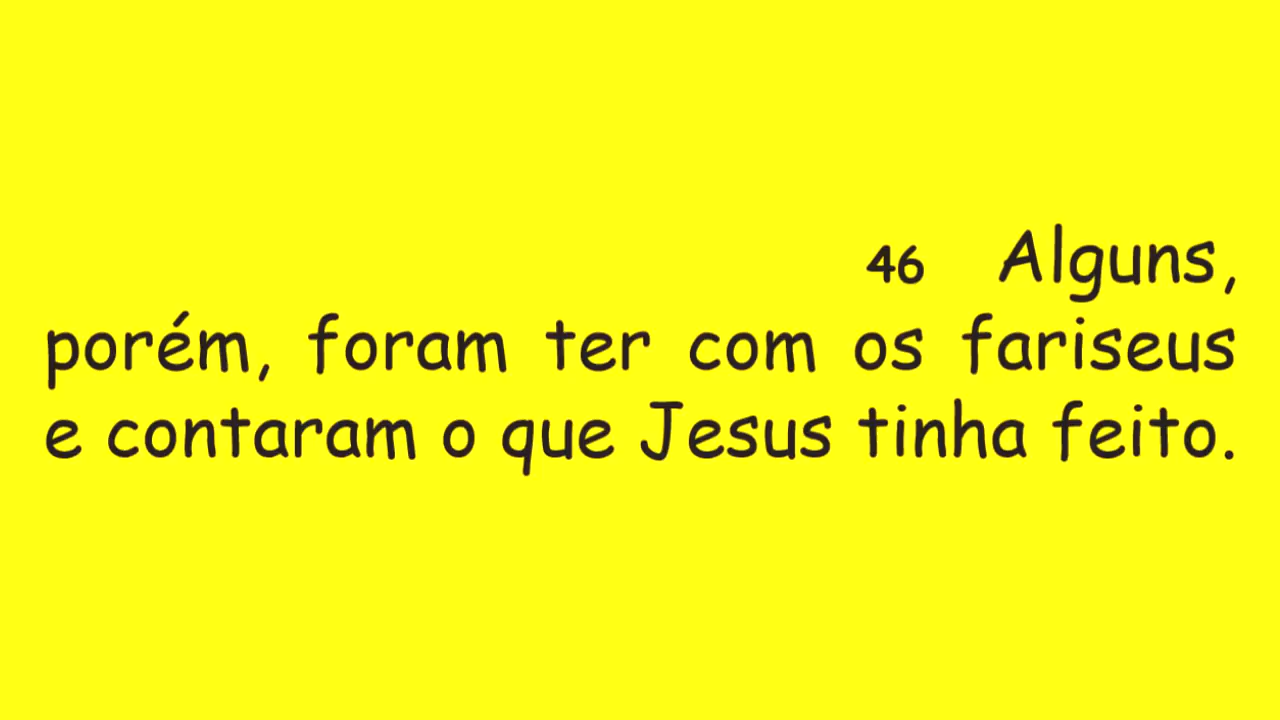 46 Alguns,
porém, foram ter com os fariseus
e contaram o que Jesus tinha feito.